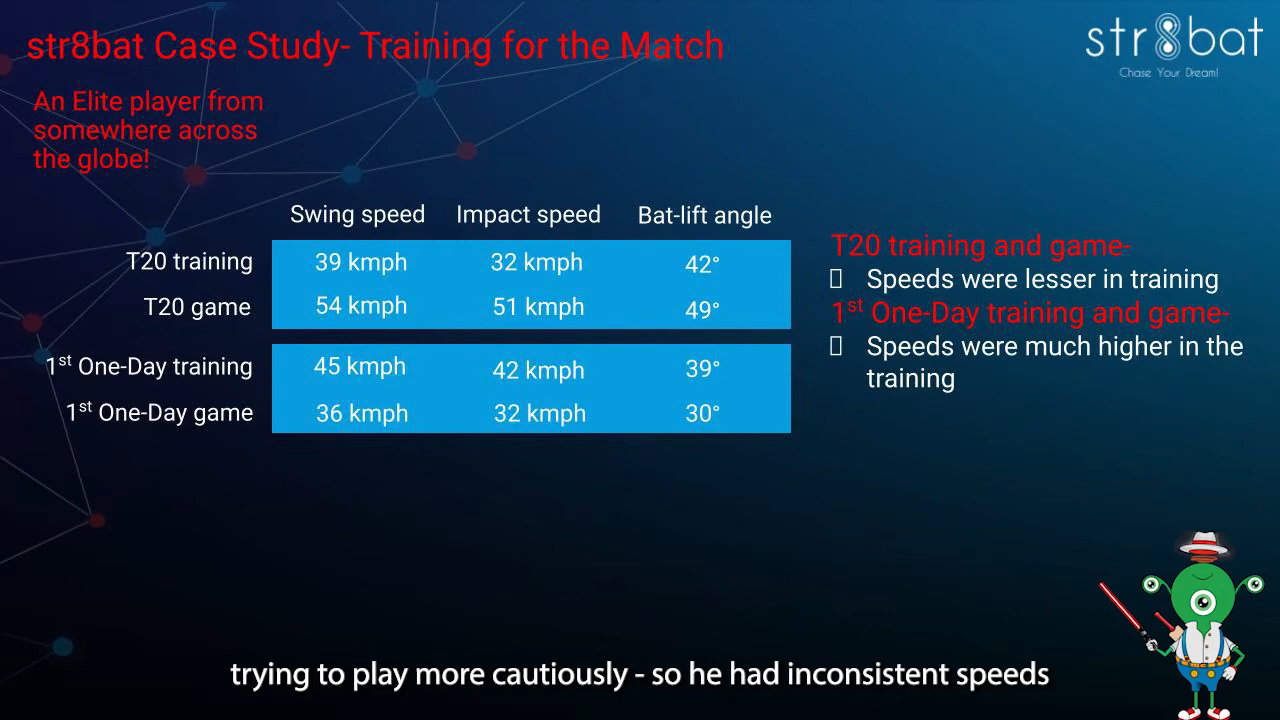 str8bat Case Study- Training for the Match
str8bat
Chase Your Dream!
An Elite player from
somewhere across
the globe!
Swing speed Impact speed Bat-lift angle
T20 training 39 kmph 32 kmph 42°
T20 game 54 kmph 51 kmph 49°
1st One-Day training 45 kmph 42 kmph 39°
1st One-Day game 36 kmph 32 kmph 30°
T20 training and game-
Speeds were lesser in training
1st One-Day training and game-
Speeds were much higher in the
training
trying to play more cautiously - so he had inconsistent speeds